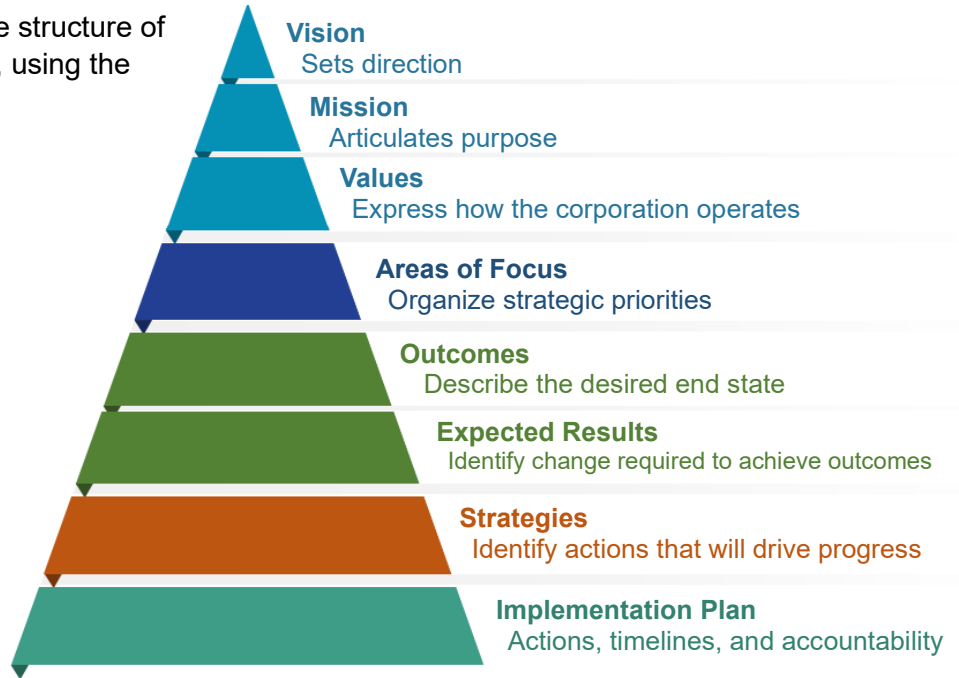 e structure of
using the
Vision
Sets direction
Mission
Articulates purpose
Values
Express how the corporation operates
Areas of Focus
Organize strategic priorities
Outcomes
Describe the desired end state
Expected Results
Identify change required to achieve outcomes
Strategies
Identify actions that will drive progress
Implementation Plan
Actions, timelines, and accountability